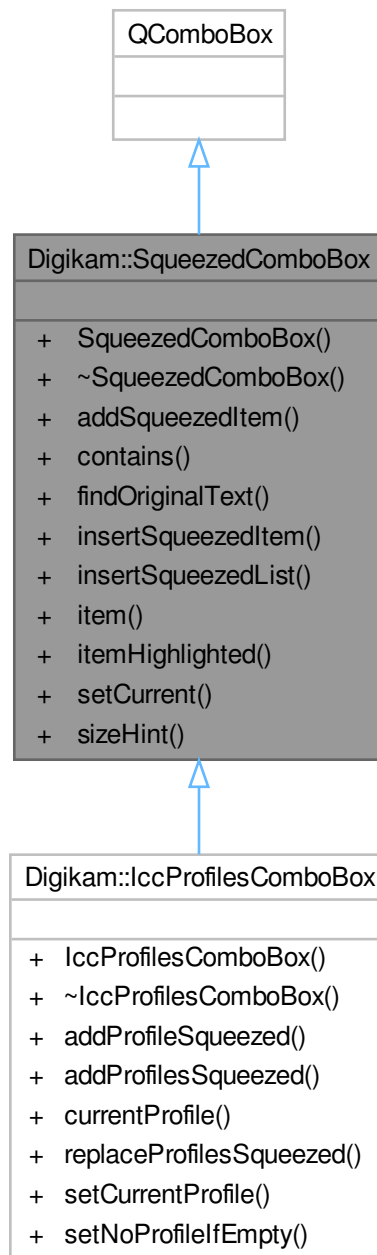 QComboBox
Digikam::SqueezedComboBox
+ SqueezedComboBox()
+ ~SqueezedComboBox()
+ addSqueezedItem()
+ contains()
+ findOriginalText()
+ insertSqueezedItem()
+ insertSqueezedList()
+ item()
+ itemHighlighted()
+ setCurrent()
+ sizeHint()
Digikam::IccProfilesComboBox
+ IccProfilesComboBox()
+ ~IccProfilesComboBox()
+ addProfileSqueezed()
+ addProfilesSqueezed()
+ currentProfile()
+ replaceProfilesSqueezed()
+ setCurrentProfile()
+ setNoProfileIfEmpty()